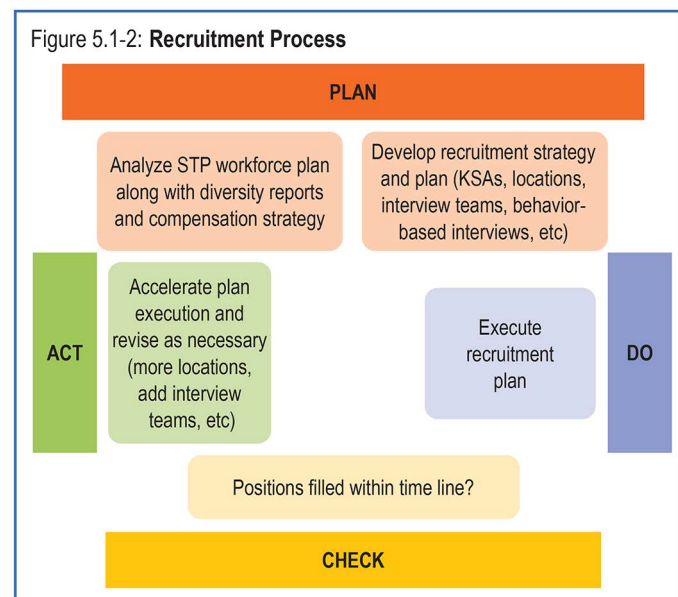 Figure 5.1-2: Recruitment Process
PLAN
Analyze STP workforce plan
along with diversity reports
and compensation strategy
Develop recruitment strategy
and plan (KSAs, locations,
interview teams, behavior-
based interviews, etc)
ACT
Accelerate plan
execution and
revise as necessary
(more locations,
add interview
teams, etc)
Execute
recruitment
plan
DO
Positions filled within time line?
CHECK